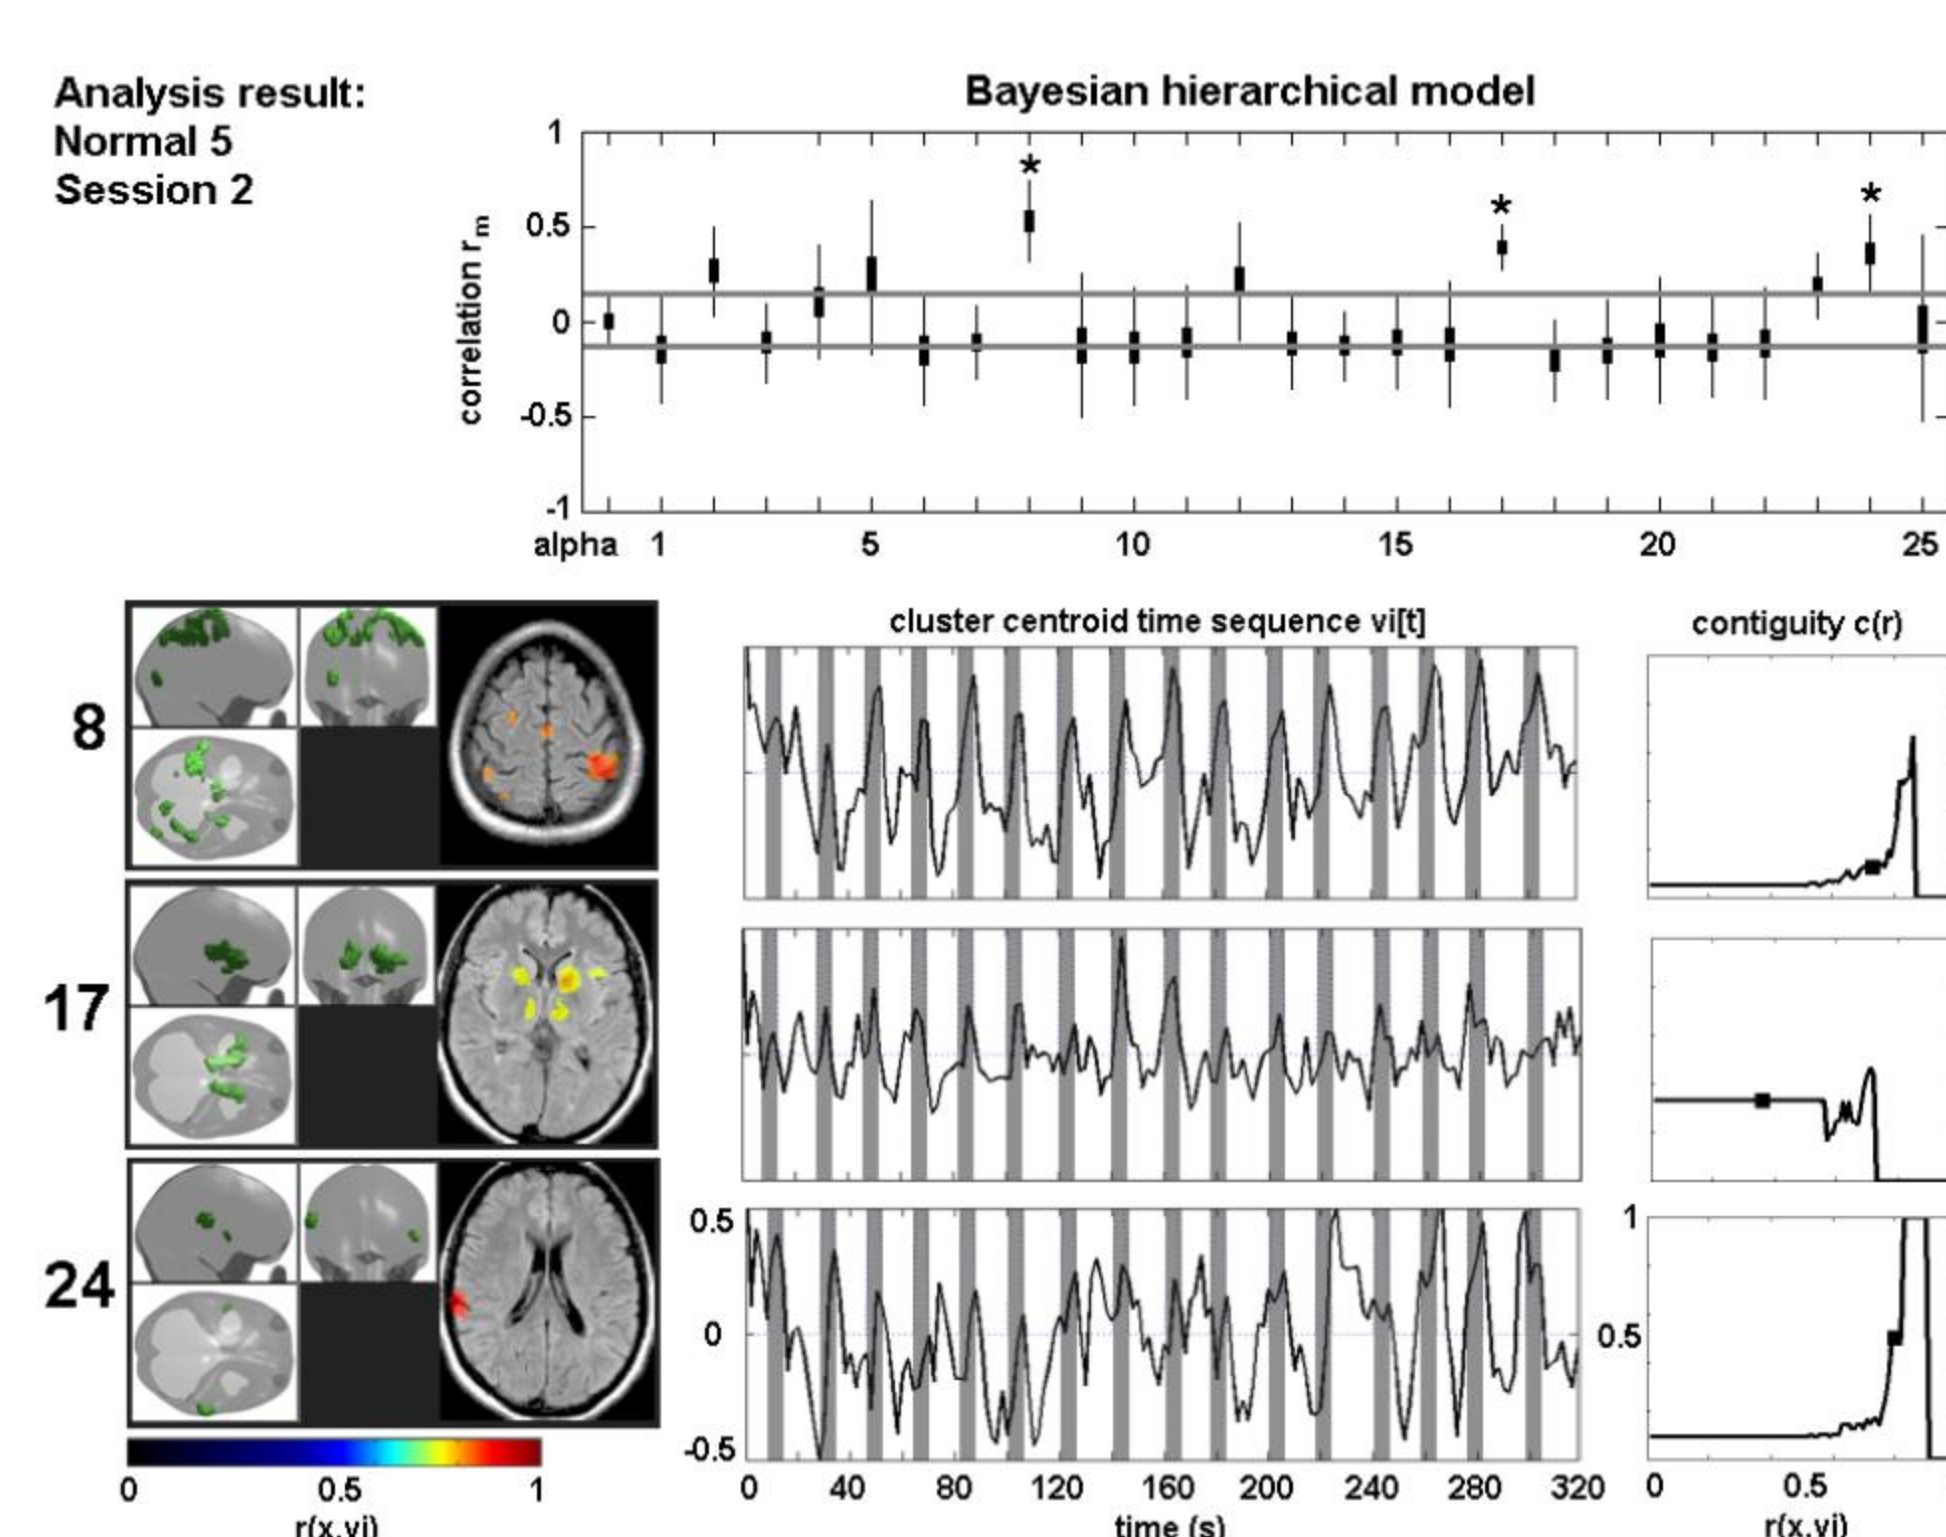 Analysis result:
Normal 5
Session 2
Bayesian hierarchical model
correlation rm
1
0.5
0
-0.5
-1
*
*
*
alpha 1 5 10 15 20 25
8
17
24
cluster centroid time sequence vi[t]
contiguity c(r)
0.5
0
-0.5
1
0.5
0 0.5 1
r(x,vi)
0 40 80 120 160 200 240 280 320
time (s)
0 0.5
r(x,vi)